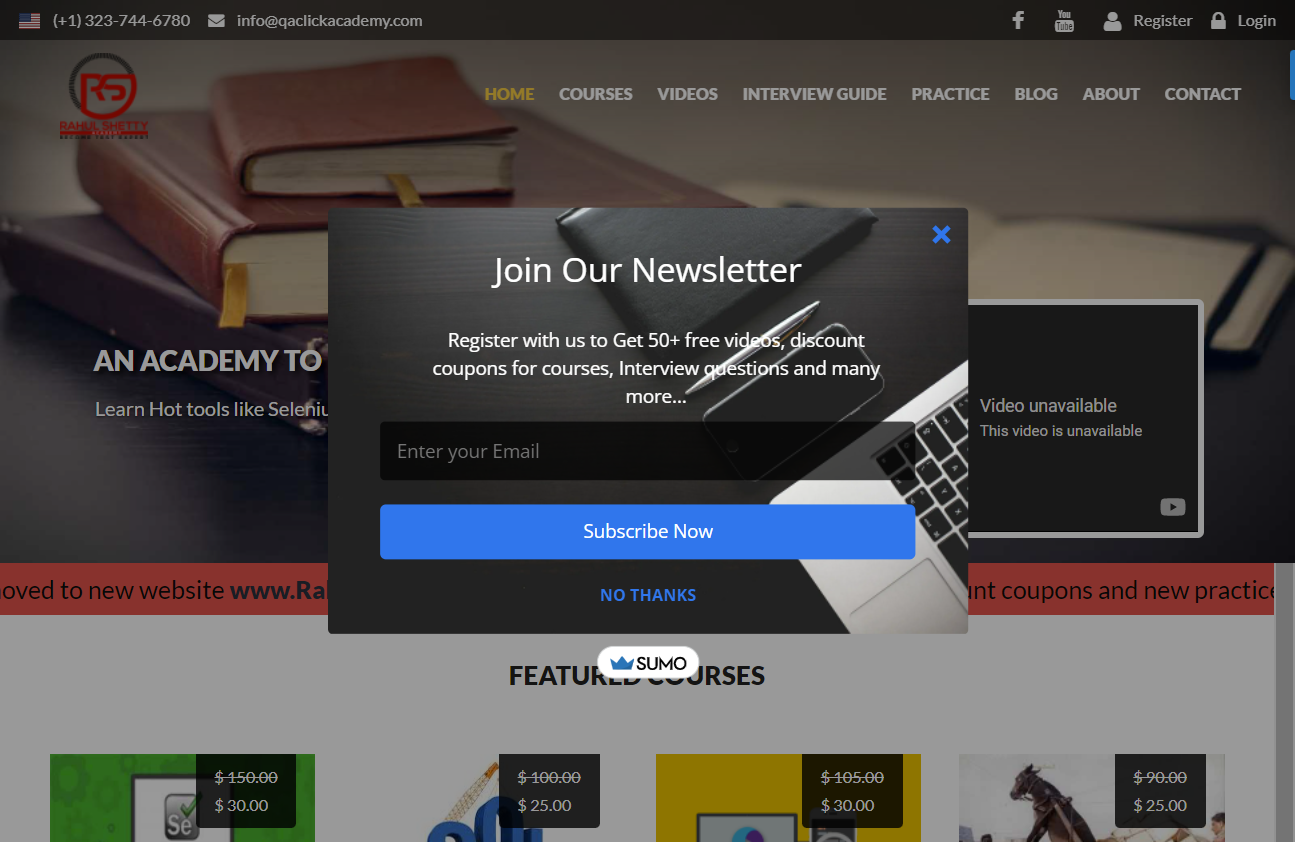 (+1) 323-744-6780 info@qaclickacademy.com You Tube Register Login
RS
RAHUL SHETTY
HOME COURSES VIDEOS INTERVIEW GUIDE PRACTICE BLOG ABOUT CONTACT
Join Our Newsletter
Register with us to Get 50+ free videos, discount
coupons for courses, Interview questions and many
more...
Enter your Email
Subscribe Now
NO THANKS
AN ACADEMY TO
Learn Hot tools like Seleniu
Video unavailable
This video is unavailable
oved to new website www.Ra
nt coupons and new practice
SUMO
FEATURED COURSES
$ 150.00
$ 30.00
Se
$ 100.00
$ 25.00
$ 105.00
$ 30.00
$ 90.00
$ 25.00